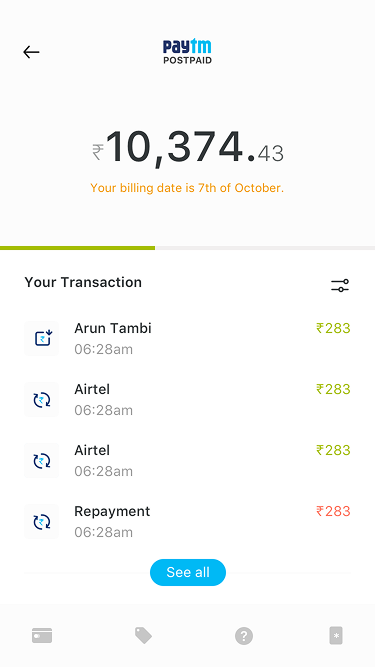 paytm
POSTPAID
₹10,374.43
Your billing date is 7th of October.
Your Transaction
Arun Tambi
₹283
06:28am
Airtel
₹283
06:28am
Airtel
₹283
06:28am
Repayment
₹283
06:28am
See all